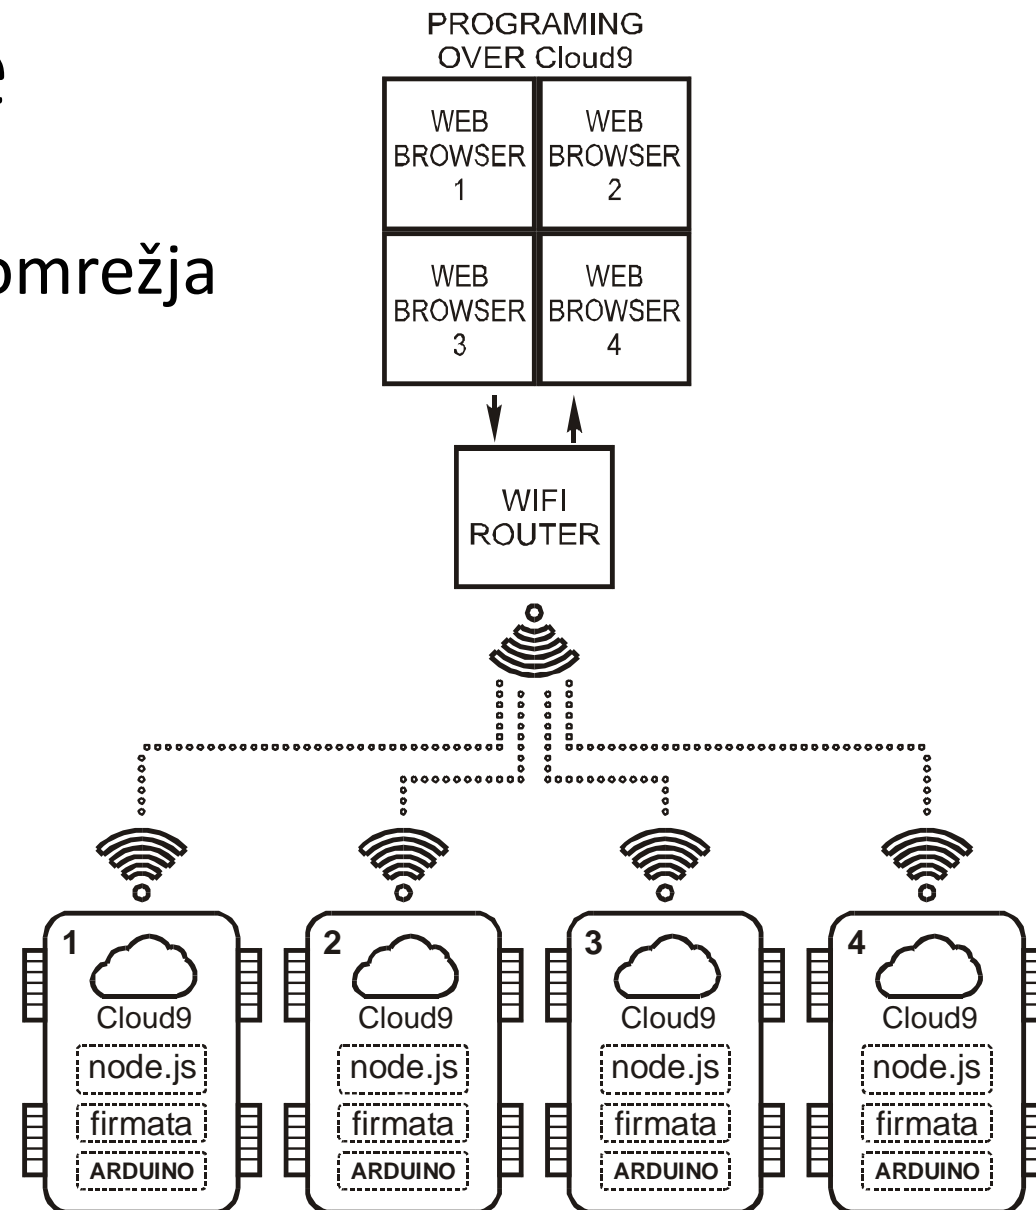 e
omrežja
PROGRAMING
OVER Cloud9
WEB
BROWSER
1
WEB
BROWSER
2
WEB
BROWSER
3
WEB
BROWSER
4
WIFI
ROUTER
1
Cloud9
node.js
firmata
ARDUINO
2
Cloud9
node.js
firmata
ARDUINO
3
Cloud9
node.js
firmata
ARDUINO
4
Cloud9
node.js
firmata
ARDUINO